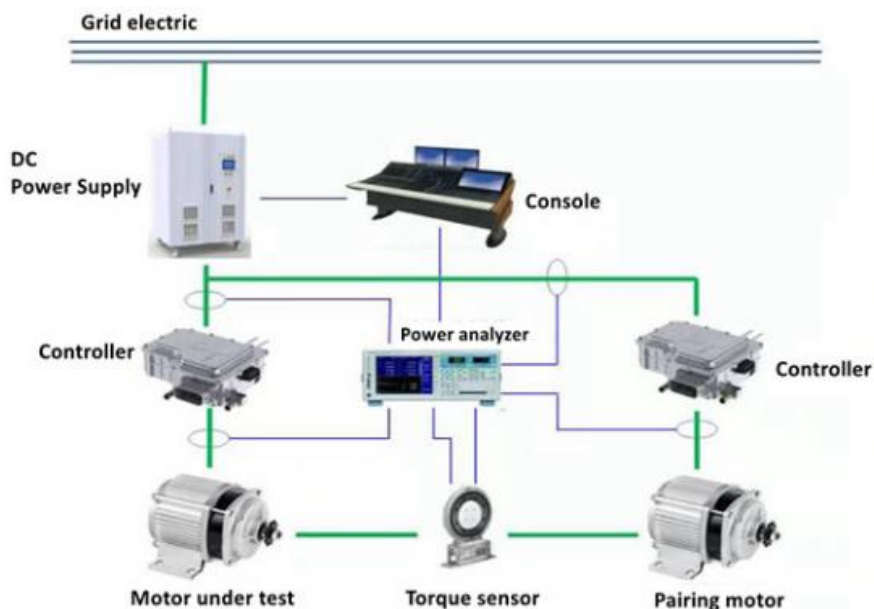 Grid electric
DC
Power Supply
Console
Power analyzer
Controller
Controller
Motor under test
Torque sensor
Pairing motor